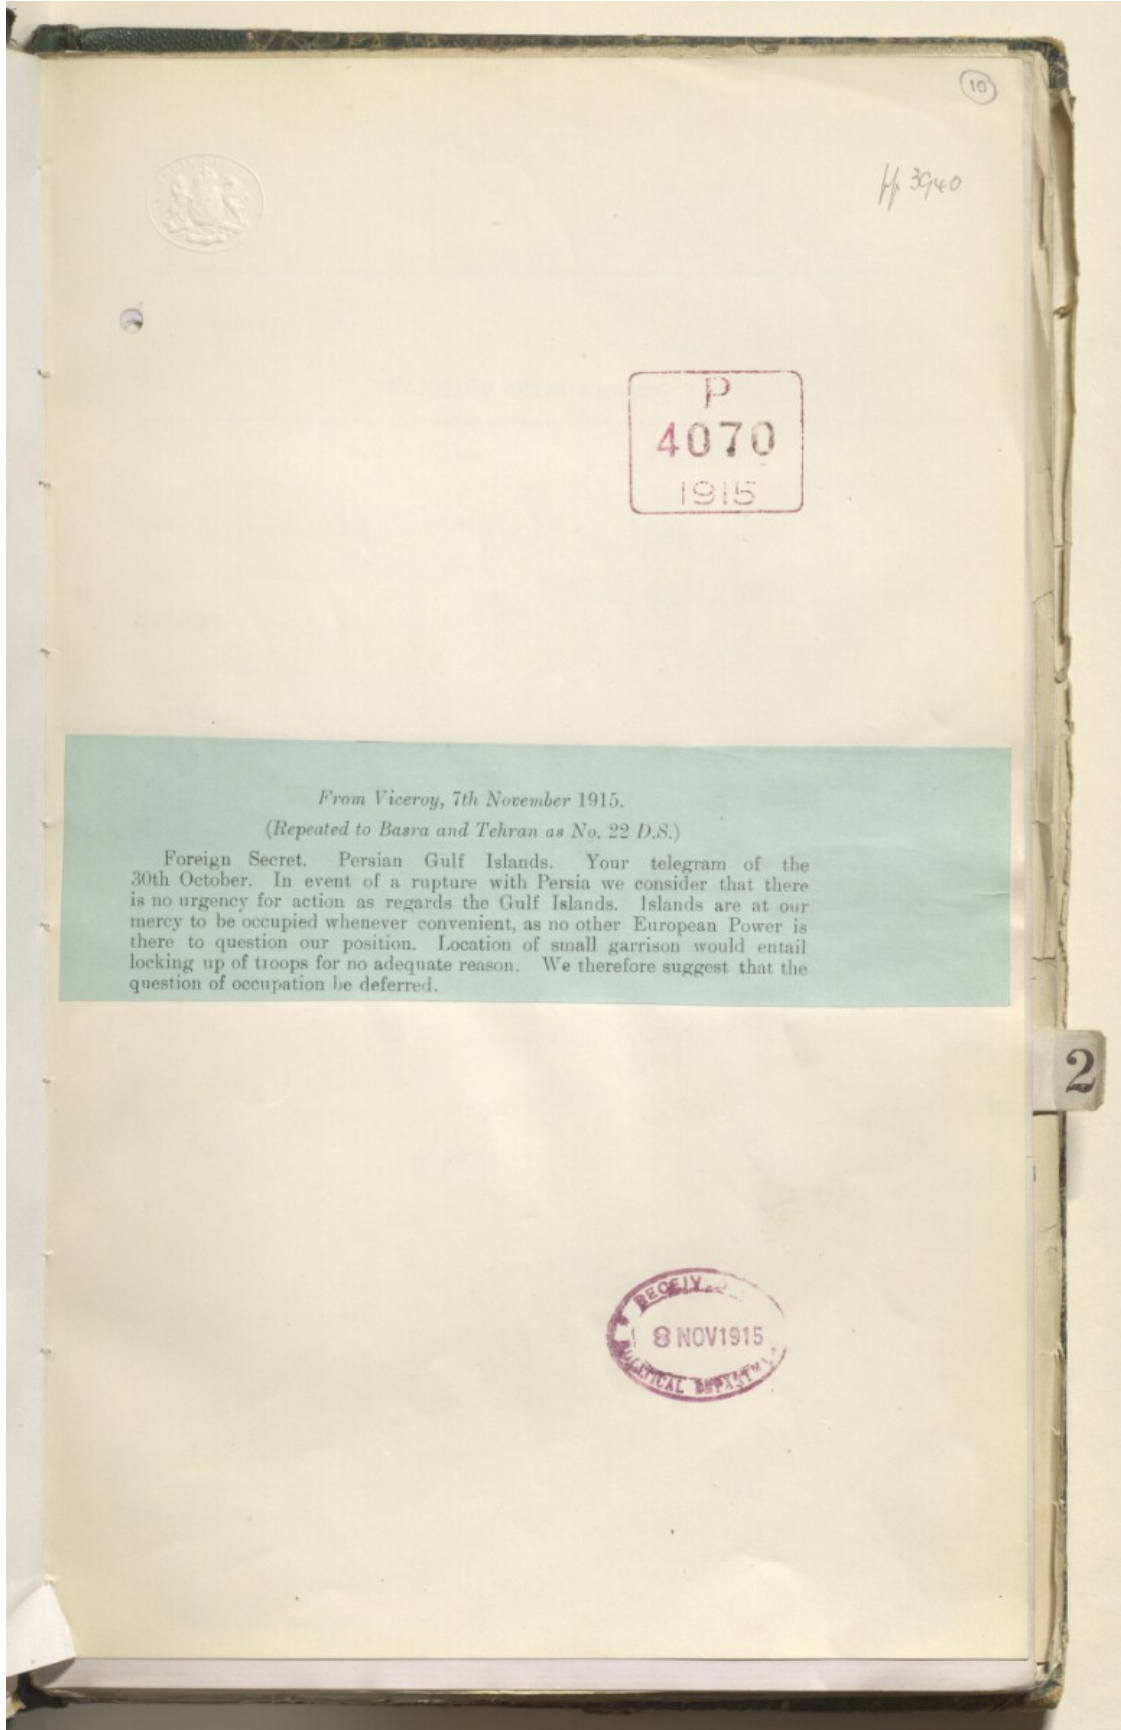 10
3940
P
4070
1915
From Viceroy, 7th November 1915.
(Repeated to Basra and Tehran as No. 22 D.S.)
Foreign Secret. Persian Gulf Islands. Your telegram of the
30th October. In event of a rupture with Persia we consider that there
is no urgency for action as regards the Gulf Islands. Islands are at our
mercy to be occupied whenever convenient, as no other European Power is
there to question our position. Location of small garrison would entail
locking up of troops for no adequate reason. We therefore suggest that the
question of occupation be deferred.
2
8 NOV 1915
POLITICAL